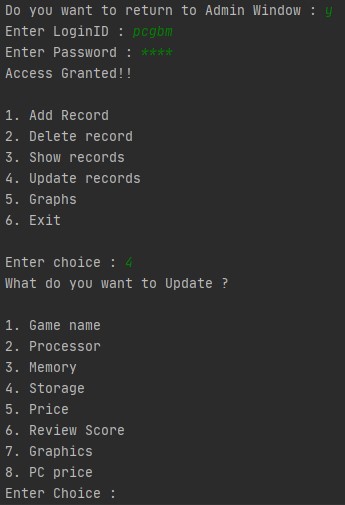 Do you want to return to Admin Window : y
Enter LoginID : pcgbm
Enter Password : ****
Access Granted!!
1. Add Record
2. Delete record
3. Show records
4. Update records
5. Graphs
6. Exit
Enter choice : 4
What do you want to Update ?
1. Game name
2. Processor
3. Memory
4. Storage
5. Price
6. Review Score
7. Graphics
8. PC price
Enter Choice :